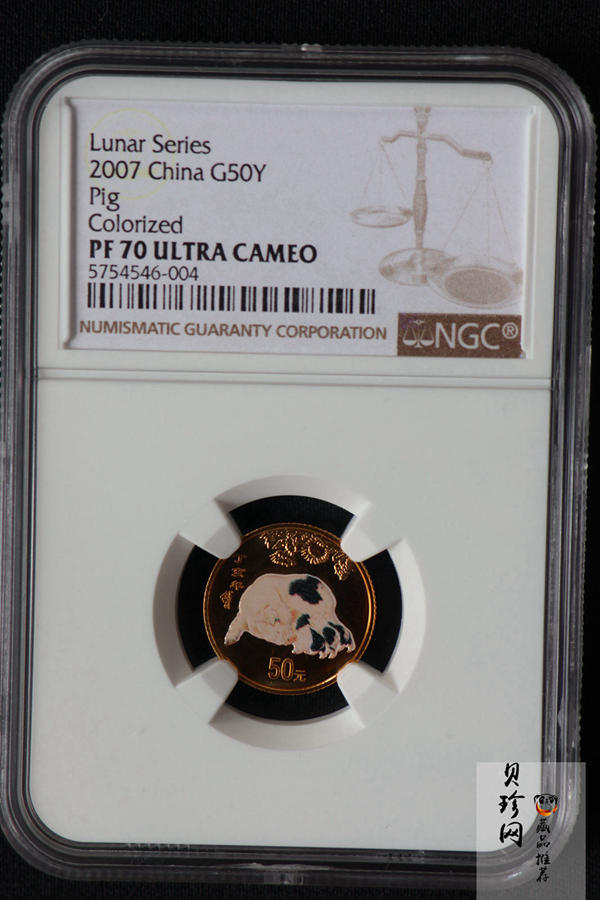 Lunar Series
2007 China G50Y
Pig
Colorized
PF 70 ULTRA CAMEO
5754546-004
NUMISMATIC GUARANTY CORPORATION
NGC®
50元
贝珍网
藏品推荐